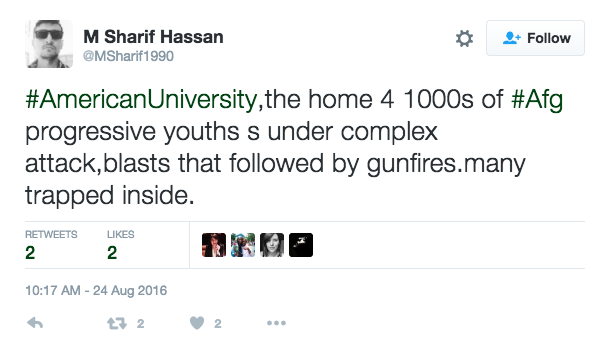 M Sharif Hassan
@MSharif1990
Follow
#AmericanUniversity,the home 4 1000s of #Afg
progressive youths s under complex
attack,blasts that followed by gunfires.many
trapped inside.
RETWEETS LIKES
2 2
10:17 AM - 24 Aug 2016
2 2